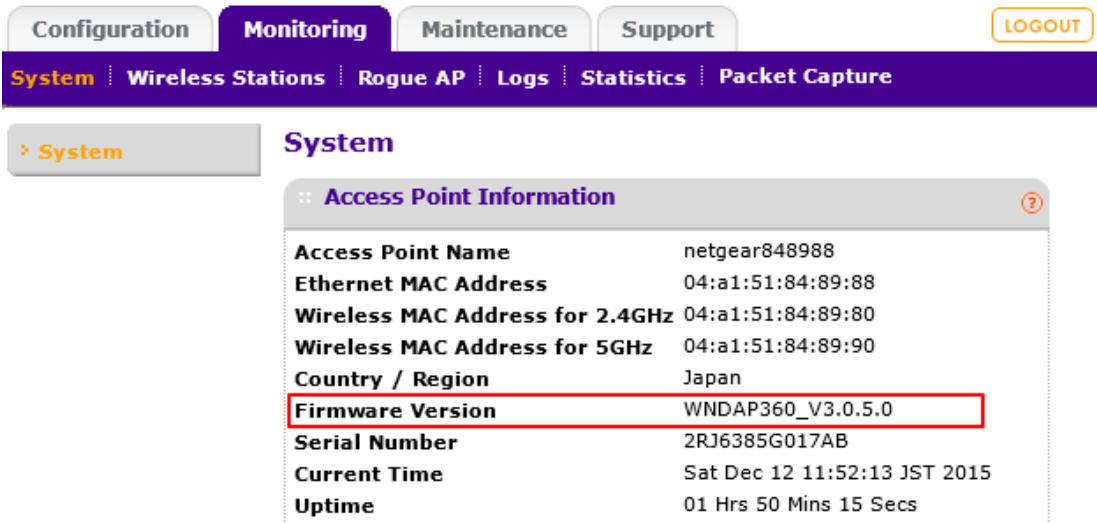 Configuration Monitoring Maintenance Support LOGOUT
System Wireless Stations Rogue AP Logs Statistics Packet Capture
System
System
Access Point Information ?
Access Point Name netgear848988
Ethernet MAC Address 04:a1:51:84:89:88
Wireless MAC Address for 2.4GHz 04:a1:51:84:89:80
Wireless MAC Address for 5GHz 04:a1:51:84:89:90
Country / Region Japan
Firmware Version WNDAP360_V3.0.5.0
Serial Number 2RJ6385G017AB
Current Time Sat Dec 12 11:52:13 JST 2015
Uptime 01 Hrs 50 Mins 15 Secs